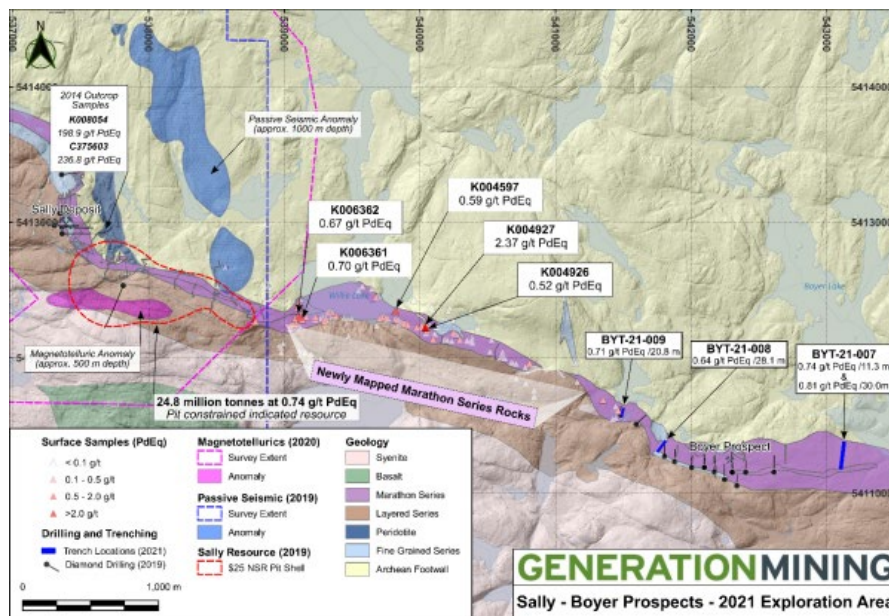 537000
538000
539000
540000
541000
542000
543000
N
5414000
5414000
2014 Outcrop
Samples
K008054
198.9 g/t PdEq
C375603
236.8 g/t PdEq
Passive Seismic Anomaly
(approx. 1000 m depth)
Sally Deposit
5413000
5413000
K006362
0.67 g/t PdEq
K006361
0.70 g/t PdEq
K004597
0.59 g/t PdEq
K004927
2.37 g/t PdEq
K004926
0.52 g/t PdEq
Boyer Lake
BYT-21-009
0.71 g/t PdEq /20.8 m
BYT-21-008
0.64 g/t PdEq /28.1 m
BYT-21-007
0.74 g/t PdEq /11.3 m
&
0.81 g/t PdEq /30.0m
Magnetotelluric Anomaly
(approx. 500 m depth)
Newly Mapped Marathon Series Rocks
24.8 million tonnes at 0.74 g/t PdEq
Pit constrained indicated resource
Boyer Prospect
5411000
Surface Samples (PdEq)
< 0.1 g/t
0.1 - 0.5 g/t
0.5 - 2.0 g/t
>2.0 g/t
Drilling and Trenching
Trench Locations (2021)
Diamond Drilling (2019)
0
1,000 m
Magnetotellurics (2020)
Survey Extent
Anomaly
Passive Seismic (2019)
Survey Extent
Anomaly
Sally Resource (2019)
$25 NSR Pit Shell
Geology
Syenite
Basalt
Marathon Series
Layered Series
Peridotite
Fine Grained Series
Archean Footwall
GENERATIONMINING
Sally - Boyer Prospects - 2021 Exploration Area